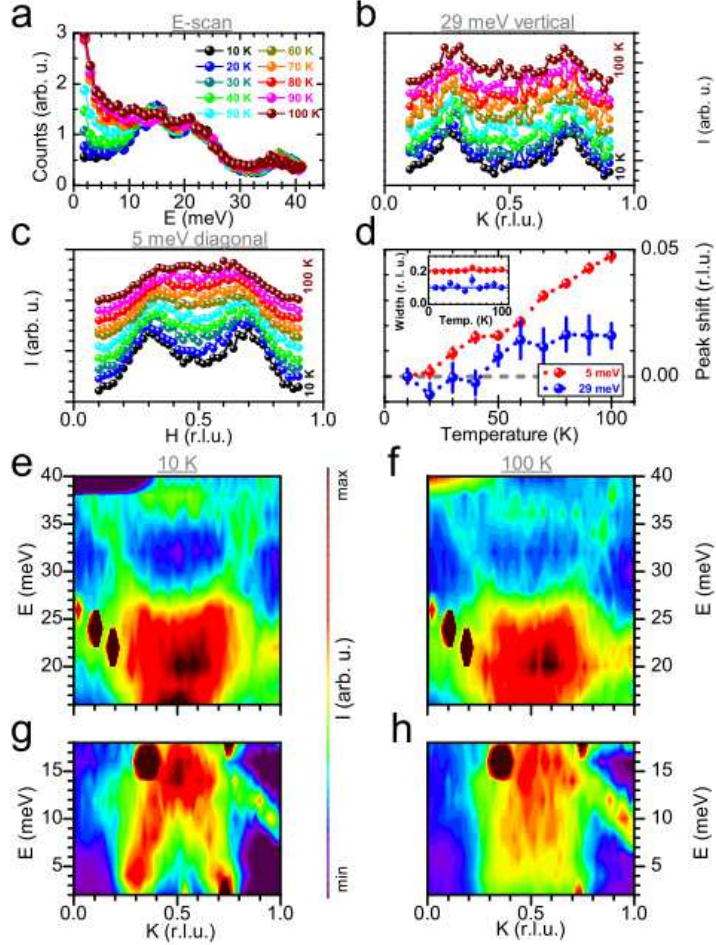 a
E-scan
3
2
1
0
Counts (arb. u.)
10 K
20 K
30 K
40 K
50 K
60 K
70 K
80 K
90 K
100 K
0 10 20 30 40
E (meV)
b
29 meV vertical
100 K
10 K
I (arb. u.)
0.0 0.5 1.0
K (r.l.u.)
c
5 meV diagonal
I (arb. u.)
100 K
10 K
0.0 0.5 1.0
H (r.l.u.)
d
Width (r. l. u.)
0.2
0.0
0 100
Temp. (K)
0.05
0.00
Peak shift (r.l.u.)
5 meV
29 meV
0 50 100
Temperature (K)
e
10 K
40
35
30
25
20
E (meV)
max
I (arb. u.)
min
f
100 K
40
30
20
E (meV)
g
15
10
5
E (meV)
0.0 0.5 1.0
K (r.l.u.)
h
15
10
5
E (meV)
0.0 0.5 1.0
K (r.l.u.)